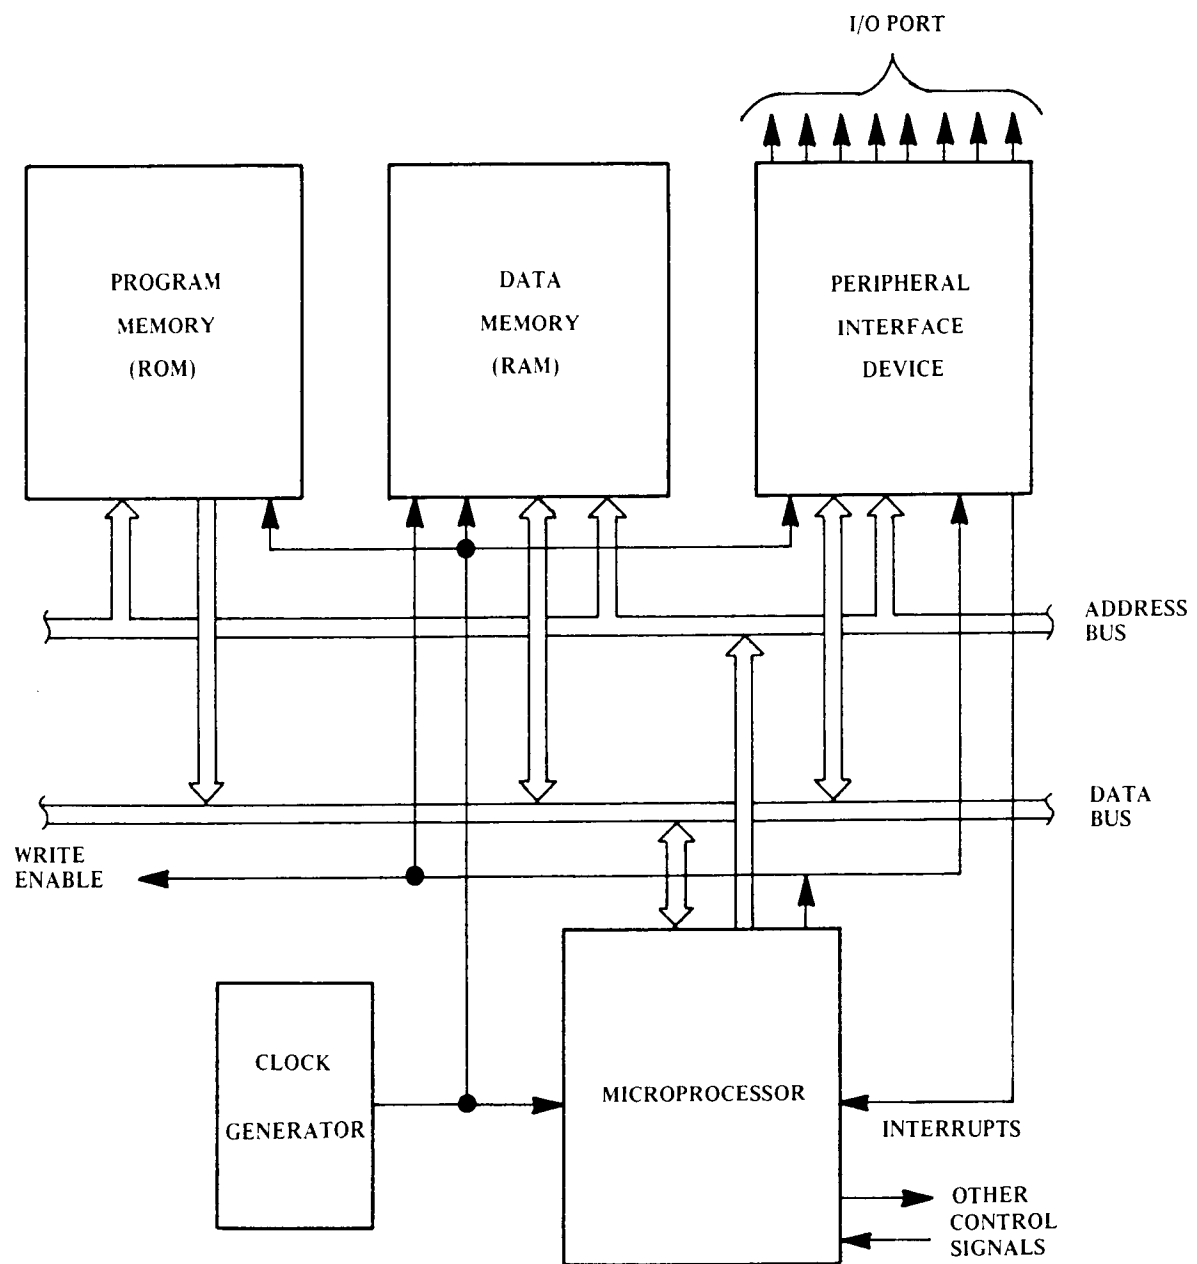 I/O PORT
PROGRAM
MEMORY
(ROM)
DATA
MEMORY
(RAM)
PERIPHERAL
INTERFACE
DEVICE
ADDRESS
BUS
DATA
BUS
WRITE
ENABLE
CLOCK
GENERATOR
MICROPROCESSOR
INTERRUPTS
OTHER
CONTROL
SIGNALS